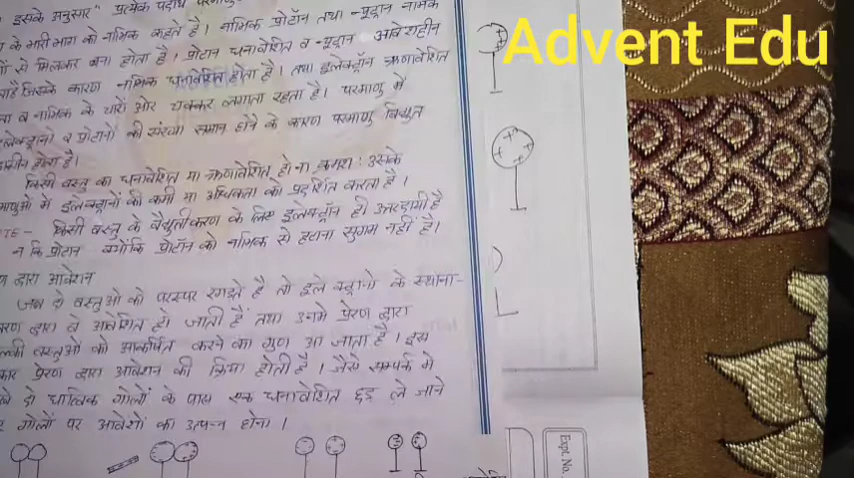 इसके अनुसार" प्रत्येक पदार्थ परमाणु
के भारी भाग को नाभिक कहते है। नाभिक प्रोटॉन तथा न्यूट्रान नामक
से मिलकर बना होता है। प्रोटान धनावेशित व न्यूट्रान आवेशहीन
जिसके कारण नाभिक धनावेशित होता है। तथा इलेक्ट्रॉन ऋणावेशित
व नाभिक के चारों ओर चक्कर लगाता रहता है। परमाणु में
व प्रोटानो की संख्या समान होने के कारण परमाणु विद्युत
होता है।
किसी वस्तु का धनावेशित या ऋणावेशित होना क्रमश: उसके
में इलेक्ट्रानों की कमी या अधिकता को प्रदर्शित करता है।
TE- किसी वस्तु के वैद्युतीकरण के लिए इलेक्ट्रॉन ही उत्तरदायी है
न कि प्रोटान क्योंकि प्रोटॉन को नाभिक से हटाना सुगम नहीं है।
द्वारा आवेशन
जब दो वस्तुओ को परस्पर रगड़ते है तो इलेक्ट्रानो के स्थाना-
द्वारा वे आवेशित हो जाती हैं तथा उनमे प्रेरण द्वारा
वस्तुओं को आकर्षित करने का गुण आ जाता है। इस
प्रेरण द्वारा आवेशन की क्रिया होती है। जैसे सम्पर्क मे
दो धात्विक गोलों के पास एक धनावेशित छड़ ले जाने
गोलों पर आवेशों का उत्पन्न होना।
Advent Edu
Expt. No.